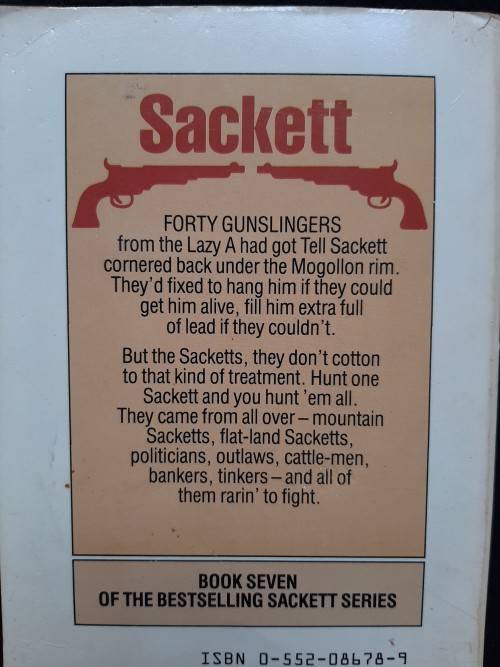 Sackett
FORTY GUNSLINGERS
from the Lazy A had got Tell Sackett
cornered back under the Mogollon rim.
They'd fixed to hang him if they could
get him alive, fill him extra full
of lead if they couldn't.
But the Sacketts, they don't cotton
to that kind of treatment. Hunt one
Sackett and you hunt 'em all.
They came from all over – mountain
Sacketts, flat-land Sacketts,
politicians, outlaws, cattle-men,
bankers, tinkers – and all of
them rarin' to fight.
BOOK SEVEN
OF THE BESTSELLING SACKETT SERIES
ISBN 0-552-08678-9